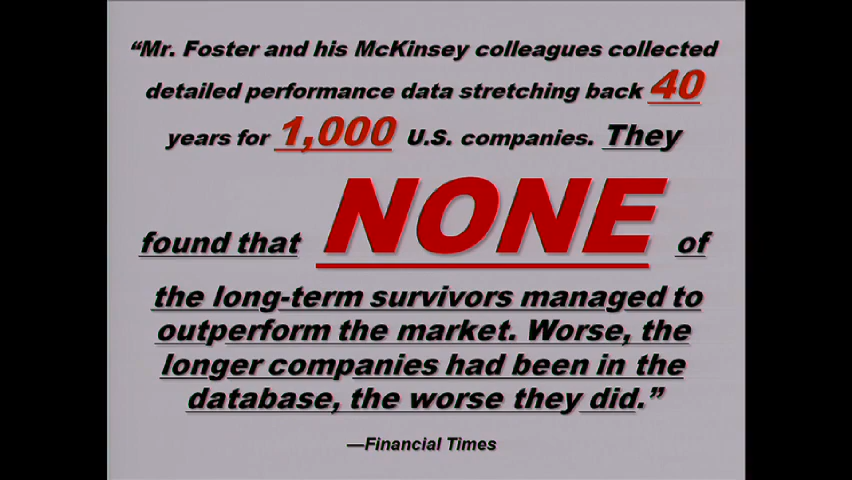 “Mr. Foster and his McKinsey colleagues collected
detailed performance data stretching back 40
years for 1,000 U.S. companies. They
found that NONE of
the long-term survivors managed to
outperform the market. Worse, the
longer companies had been in the
database, the worse they did.”
—Financial Times